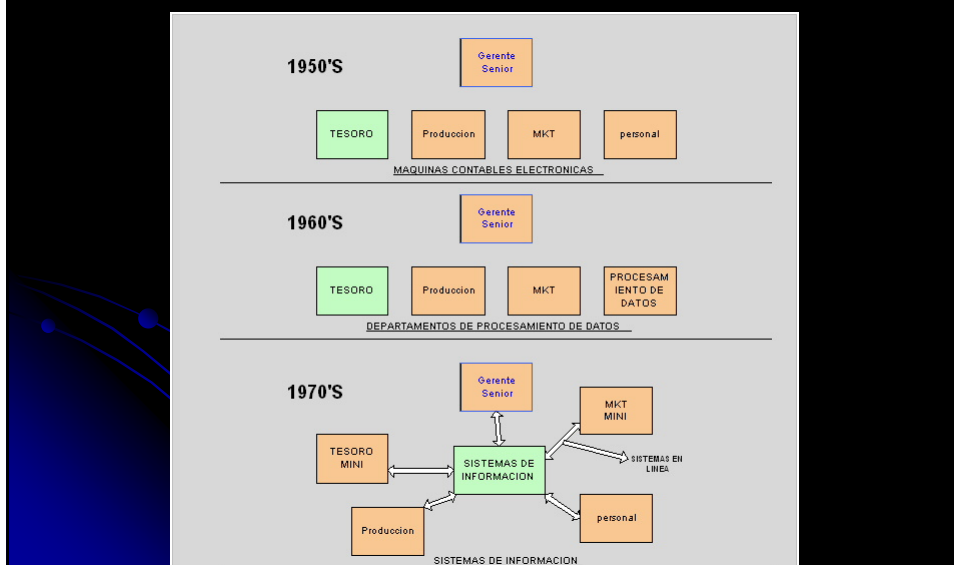 1950'S
Gerente
Senior
TESORO
Produccion
MKT
personal
MAQUINAS CONTABLES ELECTRONICAS
1960'S
Gerente
Senior
TESORO
Produccion
MKT
PROCESAM
IENTO DE
DATOS
DEPARTAMENTOS DE PROCESAMIENTO DE DATOS
1970'S
Gerente
Senior
MKT
MINI
TESORO
MINI
SISTEMAS DE
INFORMACION
SISTEMAS EN
LINEA
Produccion
personal
SISTEMAS DE INFORMACION